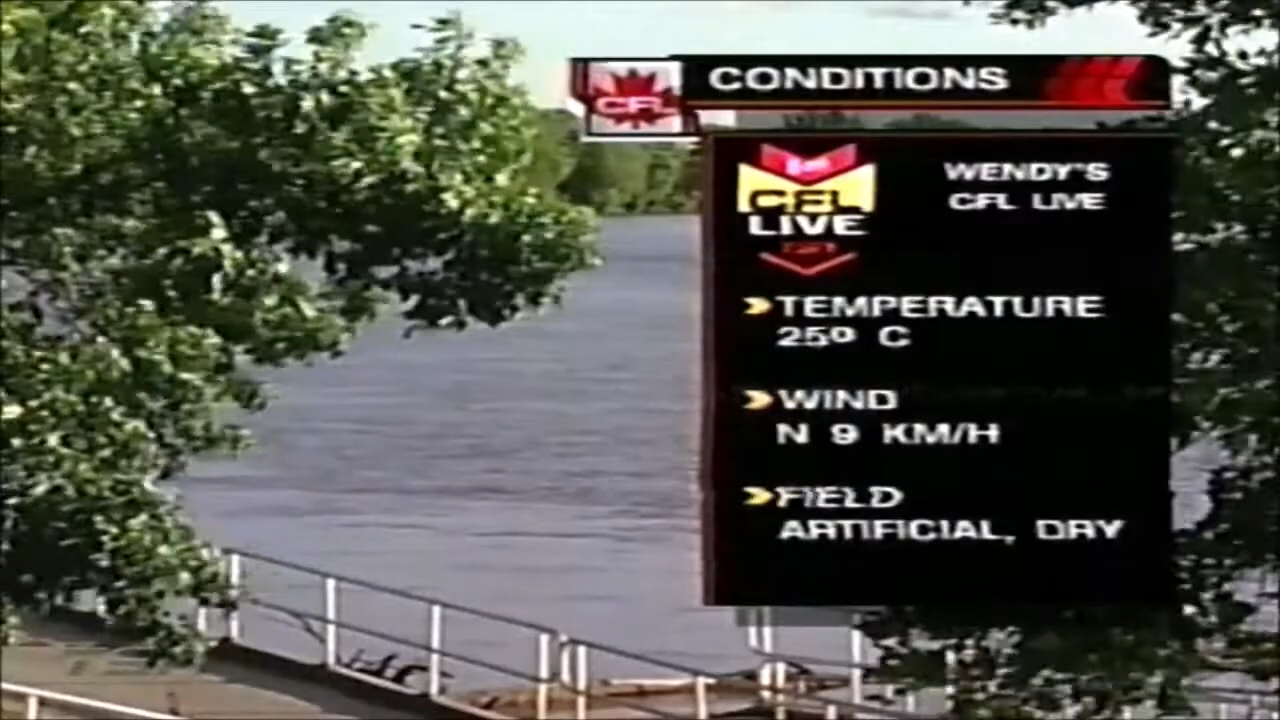 CFL
CONDITIONS
CFL
LIVE
WENDY'S
CFL LIVE
TEMPERATURE
25º C
WIND
N 9 KM/H
FIELD
ARTIFICIAL, DRY